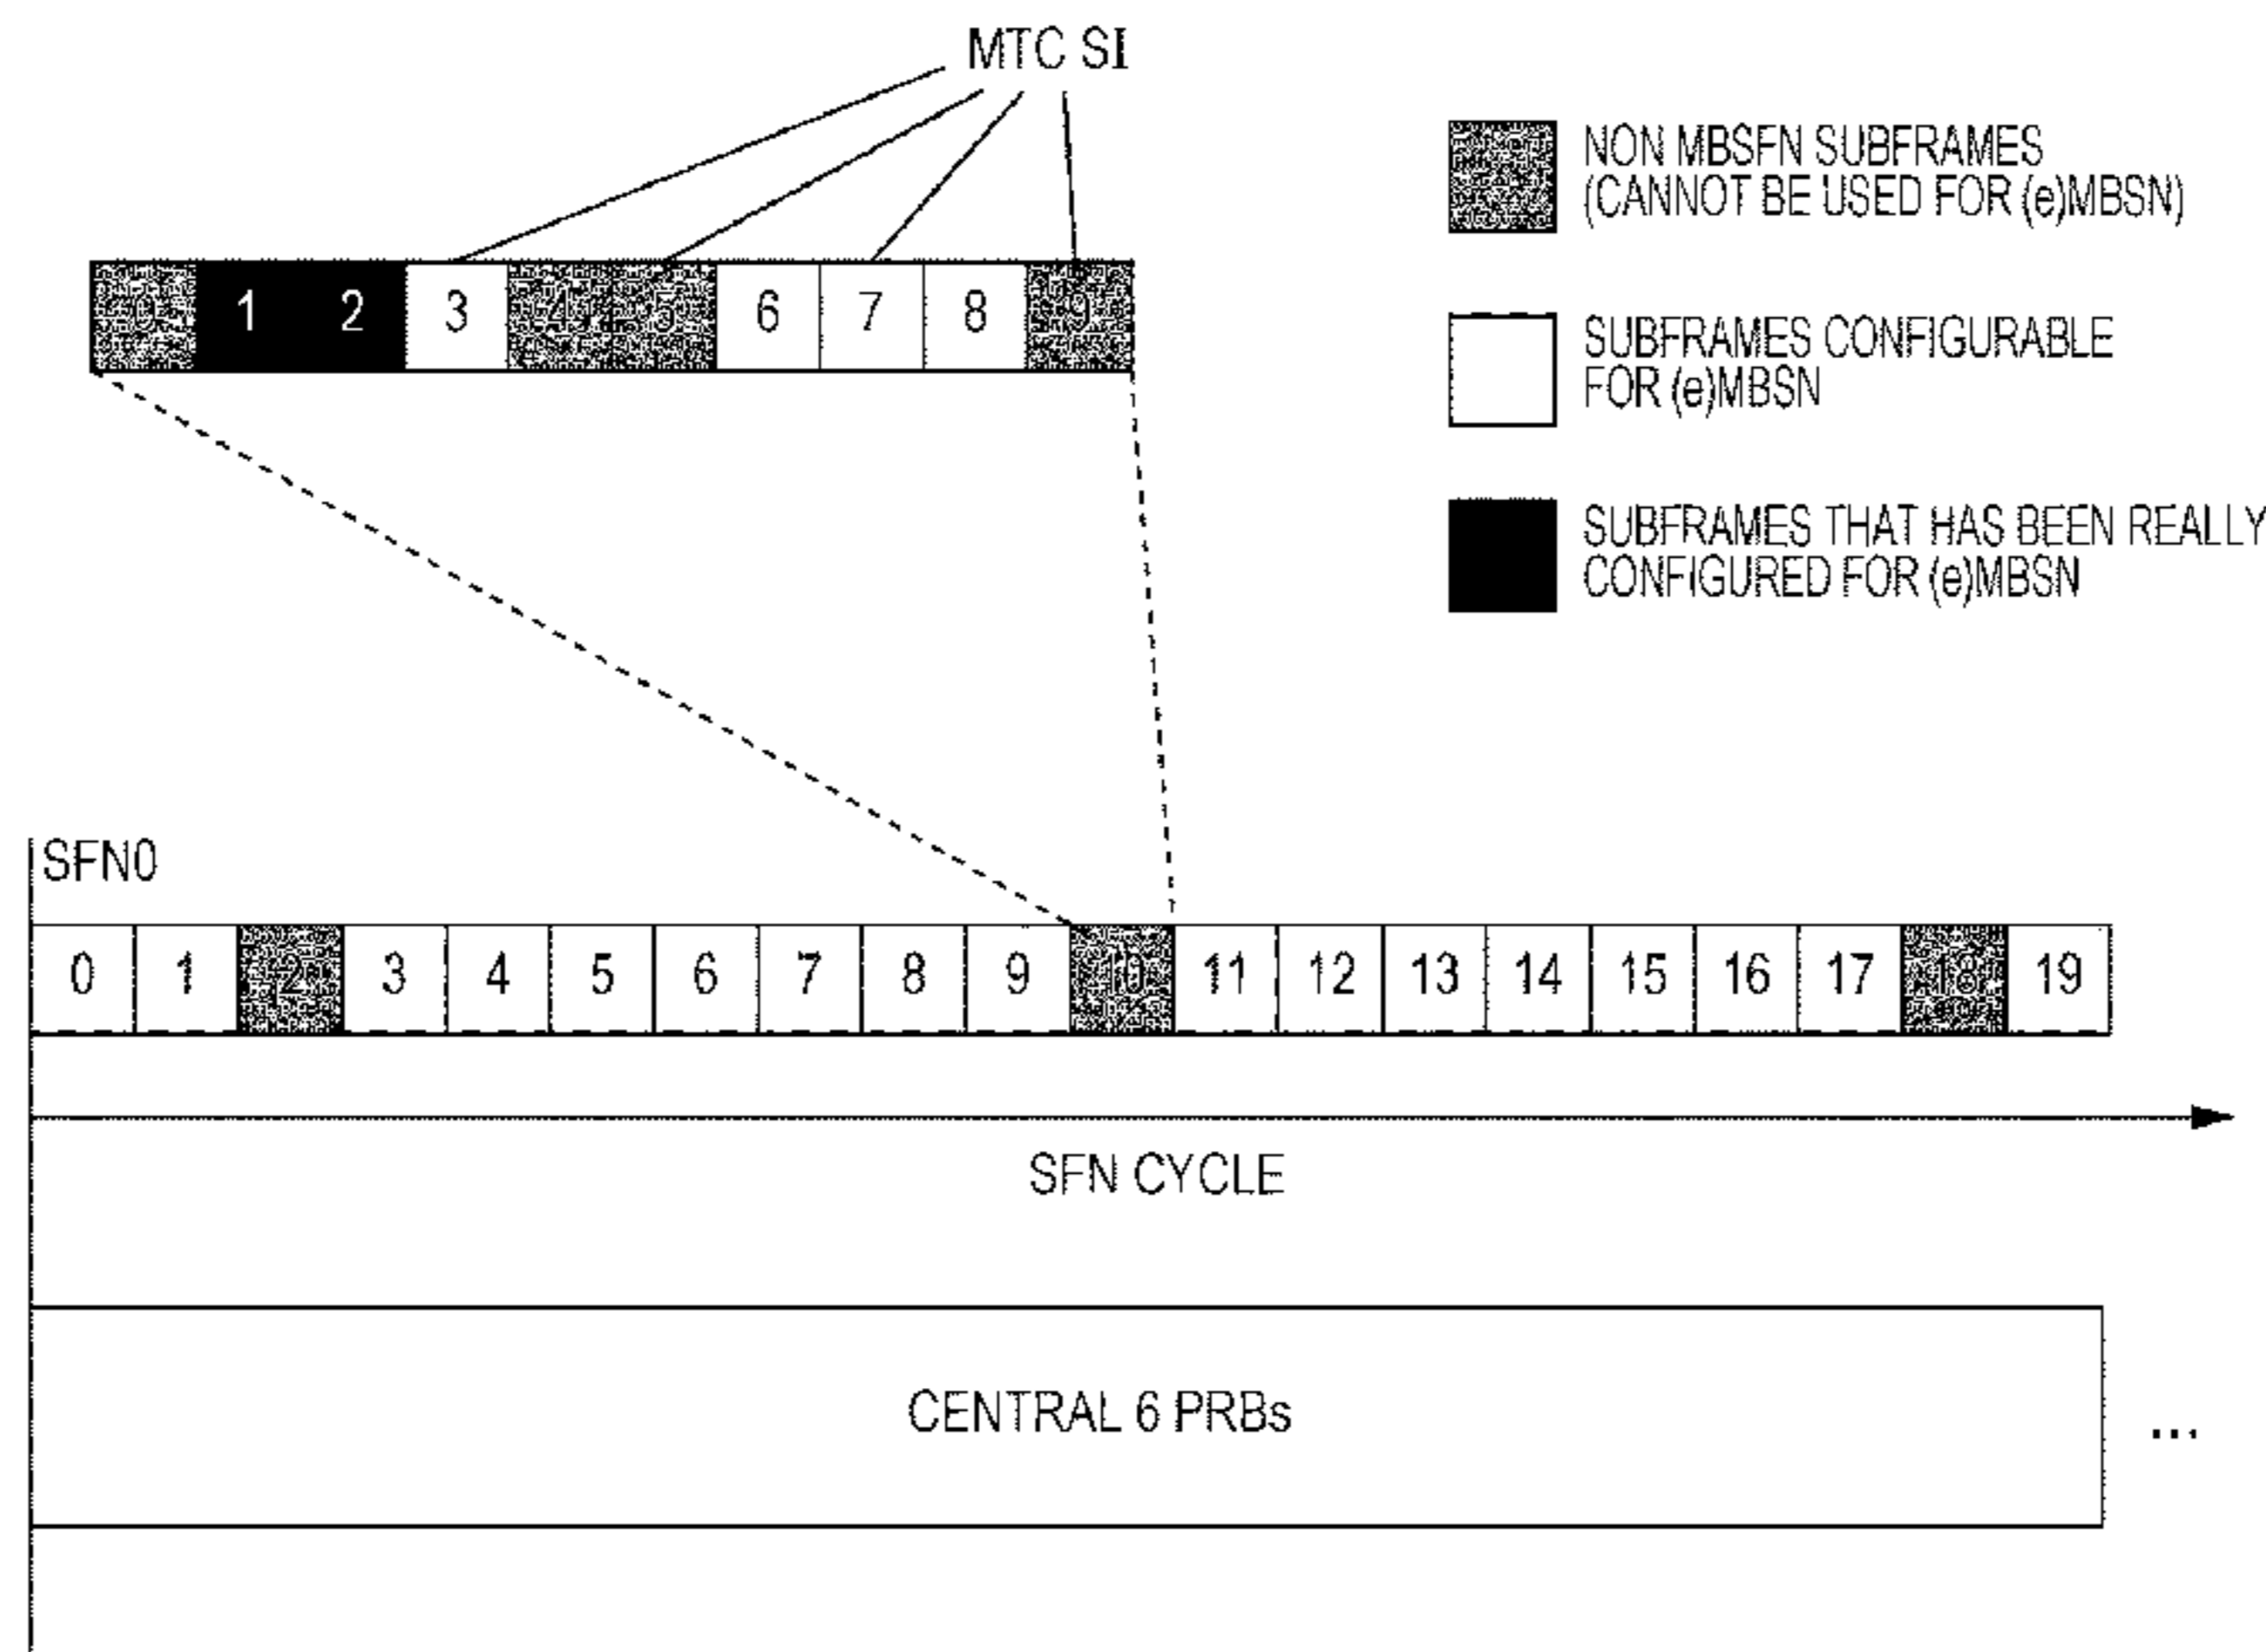 MTC SI
NON MBSFN SUBFRAMES
(CANNOT BE USED FOR (e)MBSN)
0 1 2 3 4 5 6 7 8 9
SUBFRAMES CONFIGURABLE
FOR (e)MBSN
SUBFRAMES THAT HAS BEEN REALLY
CONFIGURED FOR (e)MBSN
SFN0
0 1 2 3 4 5 6 7 8 9 10 11 12 13 14 15 16 17 18 19
SFN CYCLE
CENTRAL 6 PRBs
...